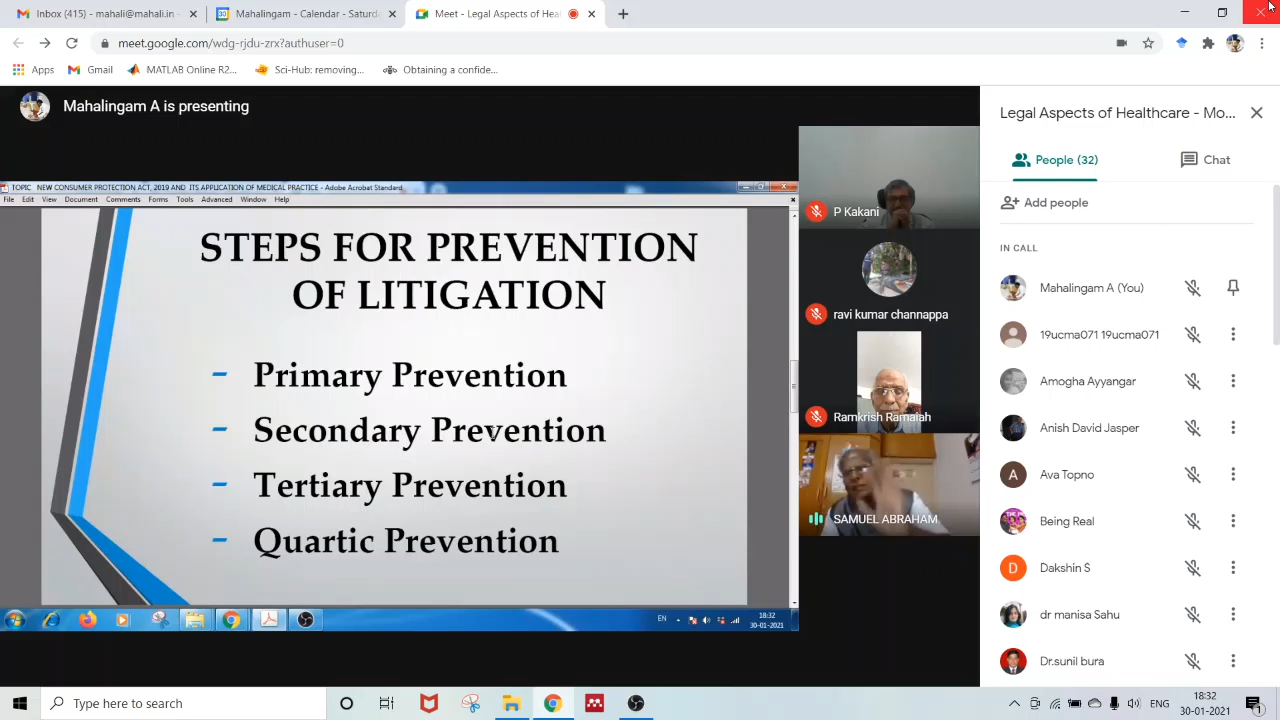 Inbox (415) - mahali@mahali.in
Mahalingam - Calendar - Saturd
Meet - Legal Aspects of Hea
meet.google.com/wdg-rjdu-zrx?authuser=0
Apps
Gmail
MATLAB Online R2...
Sci-Hub: removing...
Obtaining a confide...
Mahalingam A is presenting
TOPIC NEW CONSUMER PROTECTION ACT, 2019 AND ITS APPLICATION OF MEDICAL PRACTICE - Adobe Acrobat Standard
File Edit View Document Comments Forms Tools Advanced Window Help
STEPS FOR PREVENTION
OF LITIGATION
- Primary Prevention
- Secondary Prevention
- Tertiary Prevention
- Quartic Prevention
EN
18:32
30-01-2021
P Kakani
ravi kumar channappa
Ramkrish Ramaiah
SAMUEL ABRAHAM
Legal Aspects of Healthcare - Mo...
People (32)
Chat
Add people
IN CALL
Mahalingam A (You)
19ucma071 19ucma071
Amogha Ayyangar
Anish David Jasper
A
Ava Topno
Being Real
D
Dakshin S
dr manisa Sahu
Dr.sunil bura
Type here to search
ENG
18:32
30-01-2021
1